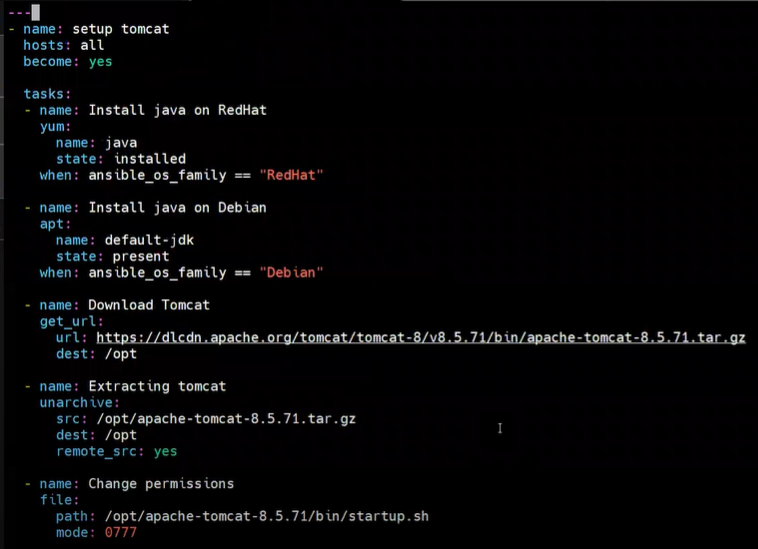 ---
- name: setup tomcat
  hosts: all
  become: yes

  tasks:
  - name: Install java on RedHat
    yum:
      name: java
      state: installed
    when: ansible_os_family == "RedHat"

  - name: Install java on Debian
    apt:
      name: default-jdk
      state: present
    when: ansible_os_family == "Debian"

  - name: Download Tomcat
    get_url:
      url: https://dlcdn.apache.org/tomcat/tomcat-8/v8.5.71/bin/apache-tomcat-8.5.71.tar.gz
      dest: /opt

  - name: Extracting tomcat
    unarchive:
      src: /opt/apache-tomcat-8.5.71.tar.gz
      dest: /opt
      remote_src: yes

  - name: Change permissions
    file:
      path: /opt/apache-tomcat-8.5.71/bin/startup.sh
      mode: 0777